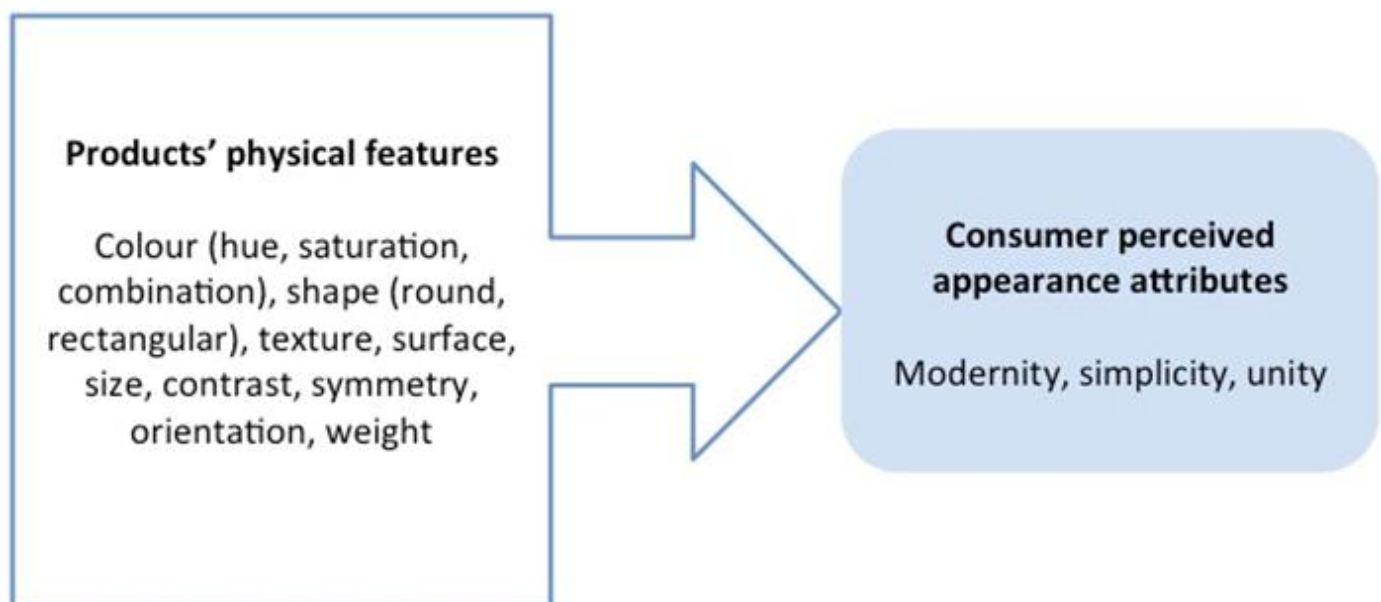 Products’ physical features
Colour (hue, saturation,
combination), shape (round,
rectangular), texture, surface,
size, contrast, symmetry,
orientation, weight
Consumer perceived
appearance attributes
Modernity, simplicity, unity